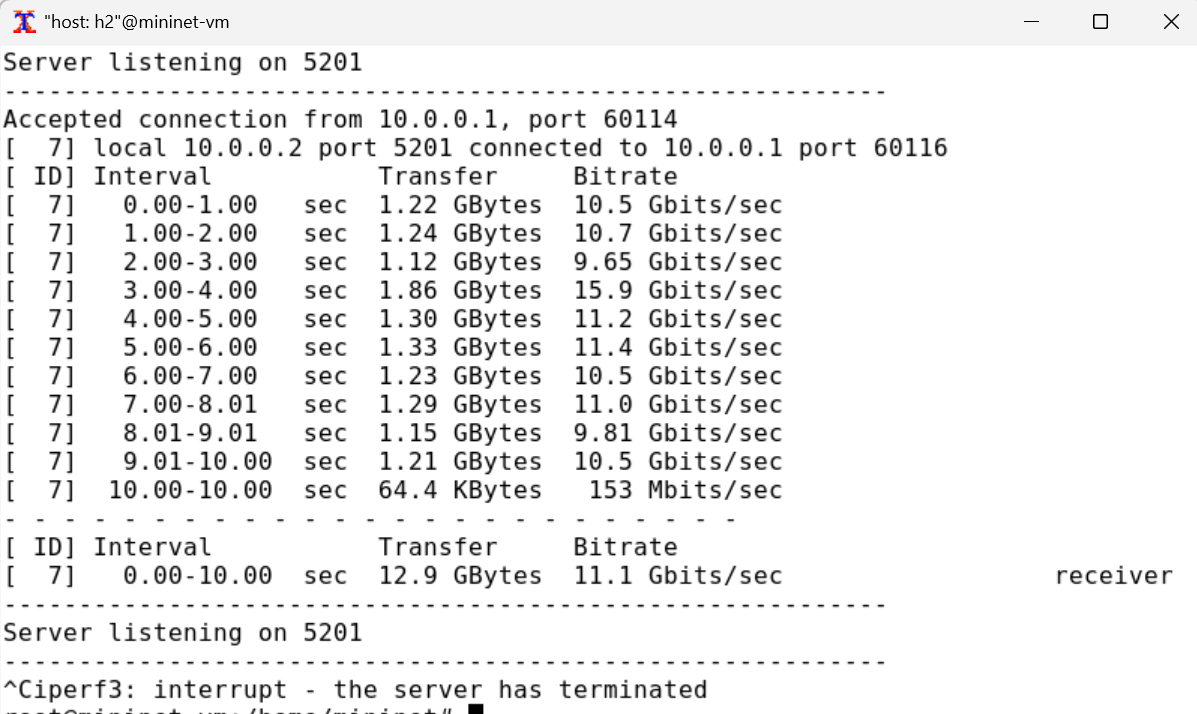 "host: h2"@mininet-vm
Server listening on 5201
-----------------------------------------------------------
Accepted connection from 10.0.0.1, port 60114
[  7] local 10.0.0.2 port 5201 connected to 10.0.0.1 port 60116
[ ID] Interval           Transfer     Bitrate
[  7]   0.00-1.00   sec  1.22 GBytes  10.5 Gbits/sec
[  7]   1.00-2.00   sec  1.24 GBytes  10.7 Gbits/sec
[  7]   2.00-3.00   sec  1.12 GBytes  9.65 Gbits/sec
[  7]   3.00-4.00   sec  1.86 GBytes  15.9 Gbits/sec
[  7]   4.00-5.00   sec  1.30 GBytes  11.2 Gbits/sec
[  7]   5.00-6.00   sec  1.33 GBytes  11.4 Gbits/sec
[  7]   6.00-7.00   sec  1.23 GBytes  10.5 Gbits/sec
[  7]   7.00-8.01   sec  1.29 GBytes  11.0 Gbits/sec
[  7]   8.01-9.01   sec  1.15 GBytes  9.81 Gbits/sec
[  7]   9.01-10.00  sec  1.21 GBytes  10.5 Gbits/sec
[  7]  10.00-10.00  sec  64.4 KBytes   153 Mbits/sec
- - - - - - - - - - - - - - - - - - - - - - - - -
[ ID] Interval           Transfer     Bitrate
[  7]   0.00-10.00  sec  12.9 GBytes  11.1 Gbits/sec                  receiver
-----------------------------------------------------------
Server listening on 5201
-----------------------------------------------------------
^Ciperf3: interrupt - the server has terminated
root@mininet-vm:/home/mininet#